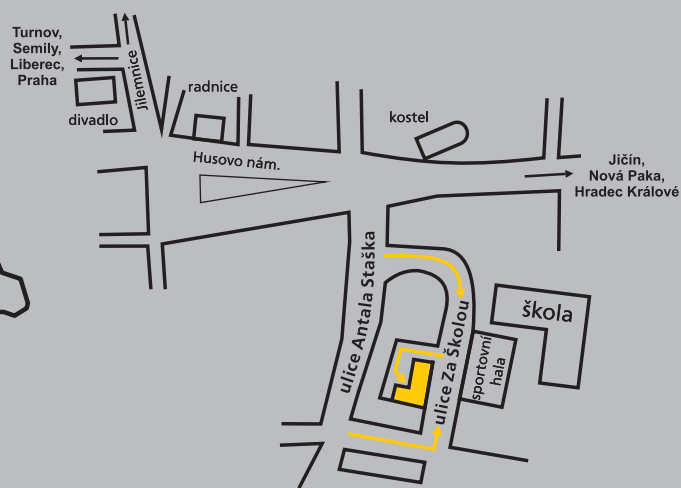 Turnov,
Semily,
Liberec,
Praha
Jilemnice
divadlo
radnice
Husovo nám.
kostel
Jičín,
Nová Paka,
Hradec Králové
ulice Antala Staška
ulice Za Školou
sportovní
hala
škola